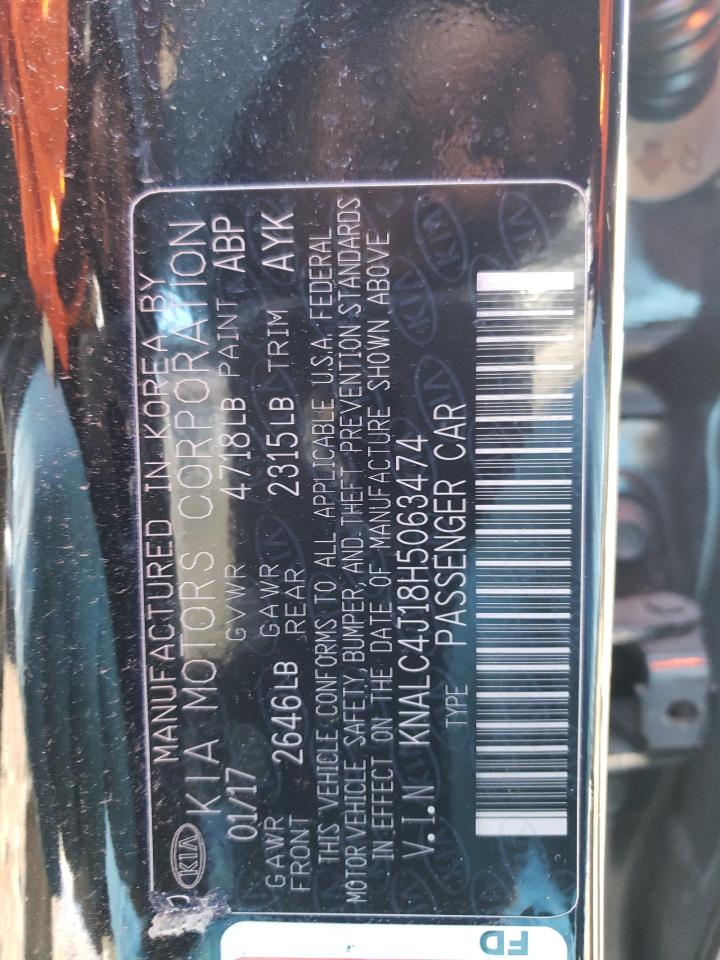 KIA MANUFACTURED IN KOREA BY
KIA MOTORS CORPORATION
01/17 GVWR 4718LB PAINT ABP
GAWR FRONT 2646LB GAWR REAR 2315LB TRIM AYK
THIS VEHICLE CONFORMS TO ALL APPLICABLE U.S.A. FEDERAL
MOTOR VEHICLE SAFETY, BUMPER, AND THEFT PREVENTION STANDARDS
IN EFFECT ON THE DATE OF MANUFACTURE SHOWN ABOVE
V.I.N KNALC4J18H5063474
TYPE PASSENGER CAR
FD
R